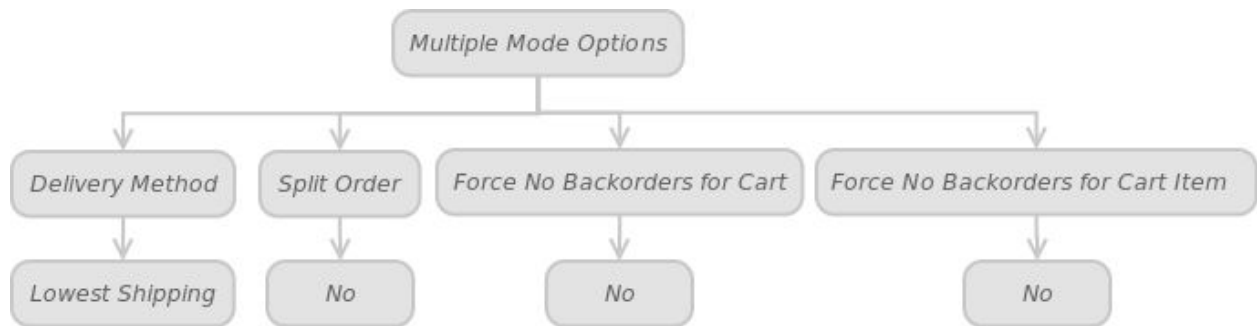 Multiple Mode Options
Delivery Method
Split Order
Force No Backorders for Cart
Force No Backorders for Cart Item
Lowest Shipping
No
No
No